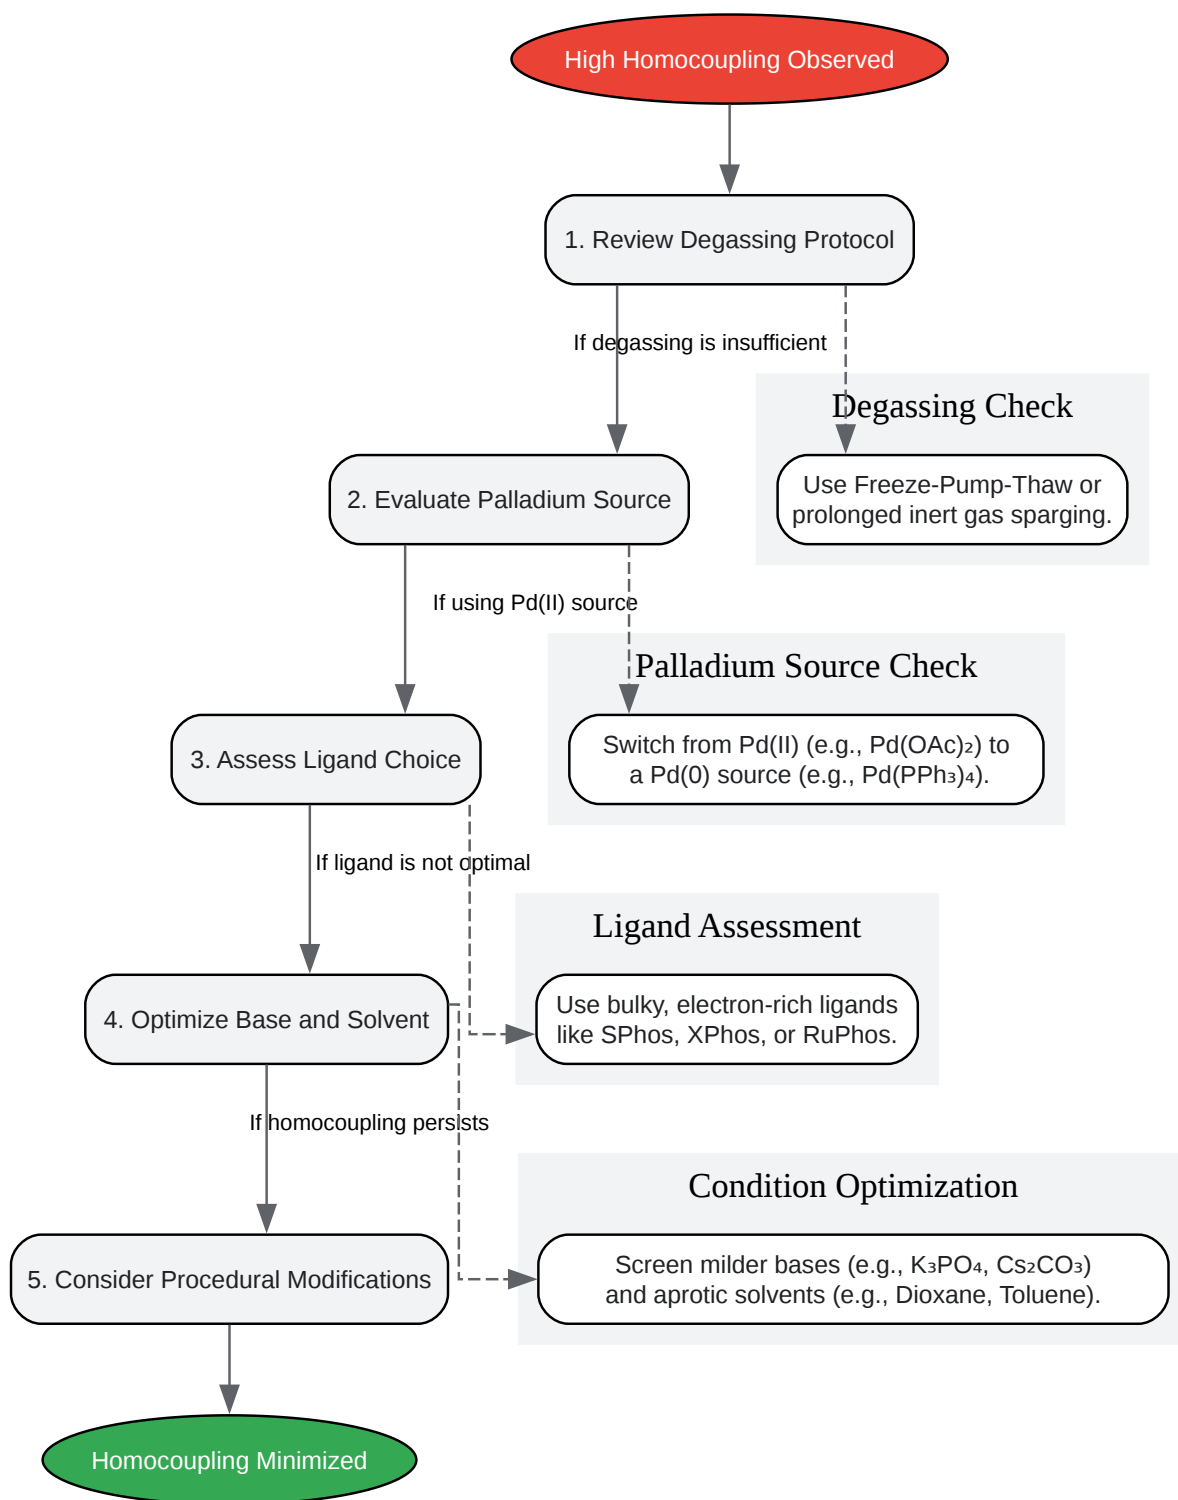 High Homocoupling Observed
1. Review Degassing Protocol
If degassing is insufficient
Degassing Check
Use Freeze-Pump-Thaw or
prolonged inert gas sparging.
2. Evaluate Palladium Source
If using Pd(II) source
Palladium Source Check
Switch from Pd(II) (e.g., Pd(OAc)₂) to
a Pd(0) source (e.g., Pd(PPh₃)₄).
3. Assess Ligand Choice
If ligand is not optimal
Ligand Assessment
Use bulky, electron-rich ligands
like SPhos, XPhos, or RuPhos.
4. Optimize Base and Solvent
If homocoupling persists
Condition Optimization
Screen milder bases (e.g., K₃PO₄, Cs₂CO₃)
and aprotic solvents (e.g., Dioxane, Toluene).
5. Consider Procedural Modifications
Homocoupling Minimized